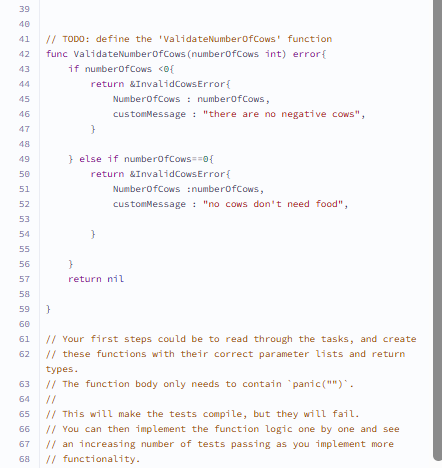 39
40
41 // TODO: define the 'ValidateNumberOfCows' function
42 func ValidateNumberOfCows(numberOfCows int) error{
43 if numberOfCows <0{
44 return &InvalidCowsError{
45 NumberOfCows : numberOfCows,
46 customMessage : "there are no negative cows",
47 }
48
49 } else if numberOfCows==0{
50 return &InvalidCowsError{
51 NumberOfCows :numberOfCows,
52 customMessage : "no cows don't need food",
53
54 }
55
56 }
57 return nil
58
59 }
60
61 // Your first steps could be to read through the tasks, and create
62 // these functions with their correct parameter lists and return
types.
63 // The function body only needs to contain `panic("")`.
64 //
65 // This will make the tests compile, but they will fail.
66 // You can then implement the function logic one by one and see
67 // an increasing number of tests passing as you implement more
68 // functionality.